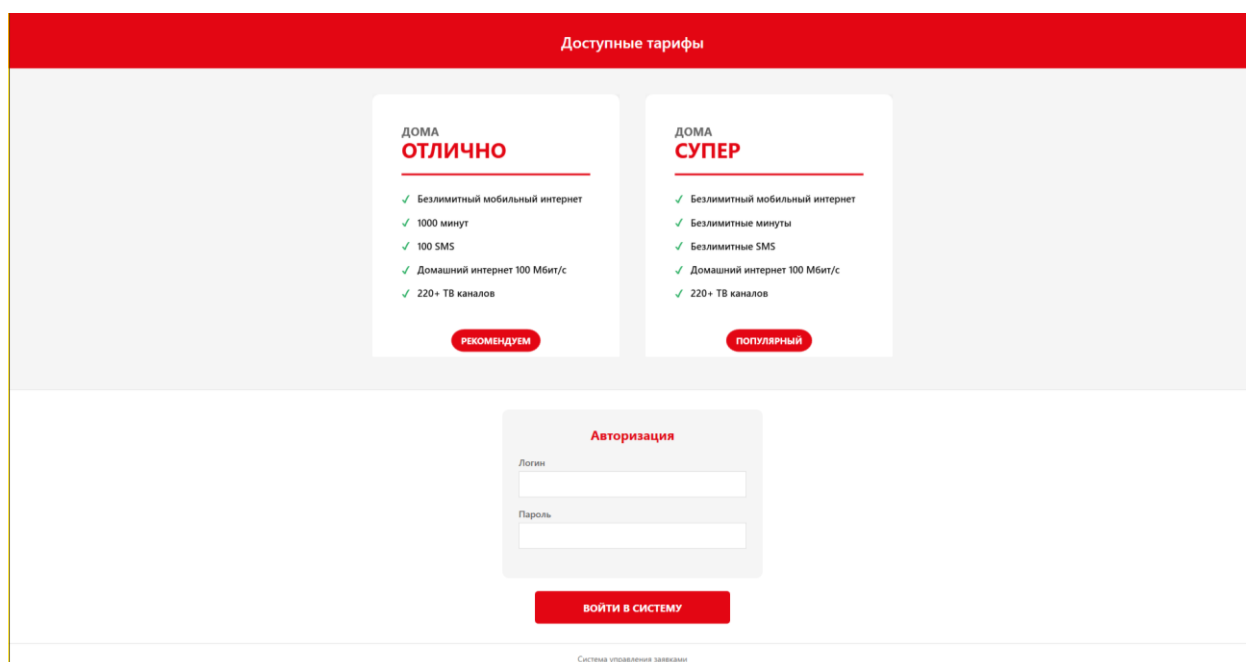 Доступные тарифы
ДОМА
ОТЛИЧНО
✓ Безлимитный мобильный интернет
✓ 1000 минут
✓ 100 SMS
✓ Домашний интернет 100 Мбит/с
✓ 220+ ТВ каналов
РЕКОМЕНДУЕМ
ДОМА
СУПЕР
✓ Безлимитный мобильный интернет
✓ Безлимитные минуты
✓ Безлимитные SMS
✓ Домашний интернет 100 Мбит/с
✓ 220+ ТВ каналов
ПОПУЛЯРНЫЙ
Авторизация
Логин
Пароль
ВОЙТИ В СИСТЕМУ
Система управления заявками